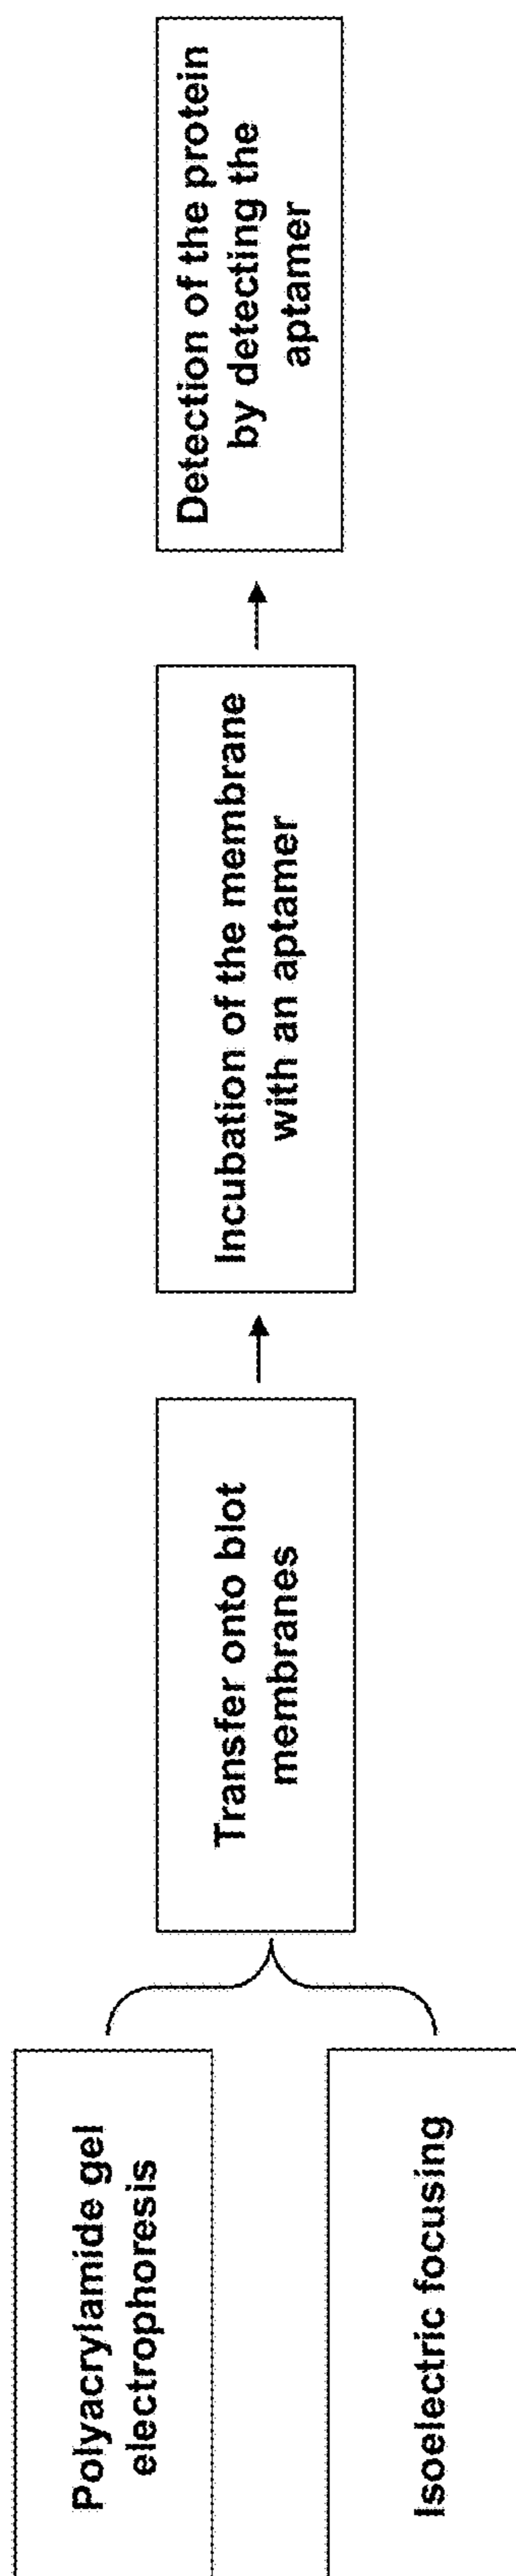 Polyacrylamide gel
electrophoresis
Isoelectric focusing
Transfer onto blot
membranes
Incubation of the membrane
with an aptamer
Detection of the protein
by detecting the
aptamer